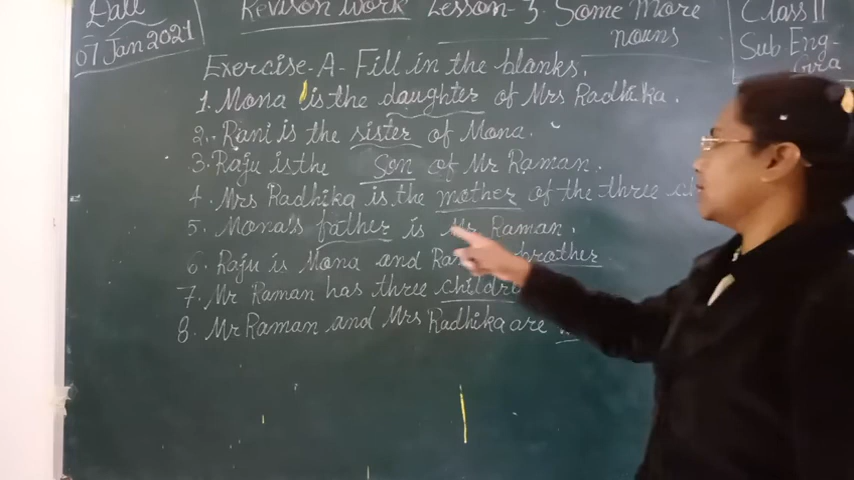 Date
07 Jan 2021
Revison Work Lesson-3. Some More
nouns
Class II
Sub Eng-
Exercise-A- Fill in the blanks.
1. Mona is the daughter of Mrs Radhika.
2. Rani is the sister of Mona.
3. Raju is the Son of Mr Raman.
4. Mrs Radhika is the mother of the three
5. Mona's father is Mr Raman.
6. Raju is Mona and brother
7. Mr Raman has three
8. Mr Raman and Mrs Radhika are